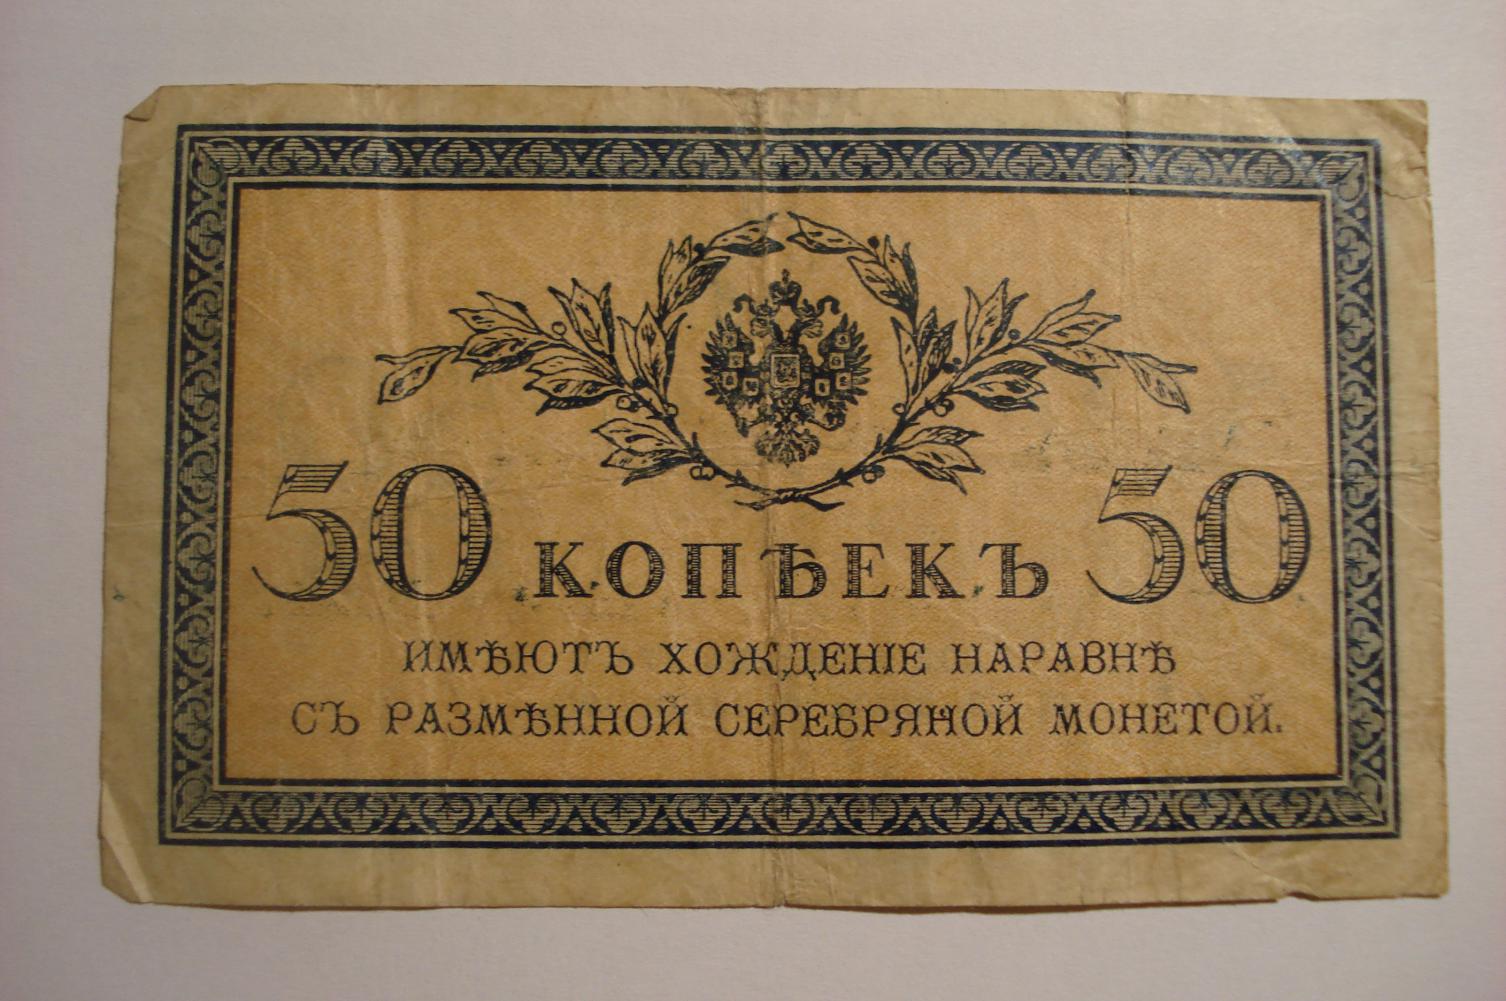 50 КОПѢЕКЪ 50
ИМѢЮТЪ ХОЖДЕНІЕ НАРАВНѢ
СЪ РАЗМѢННОЙ СЕРЕБРЯНОЙ МОНЕТОЙ.